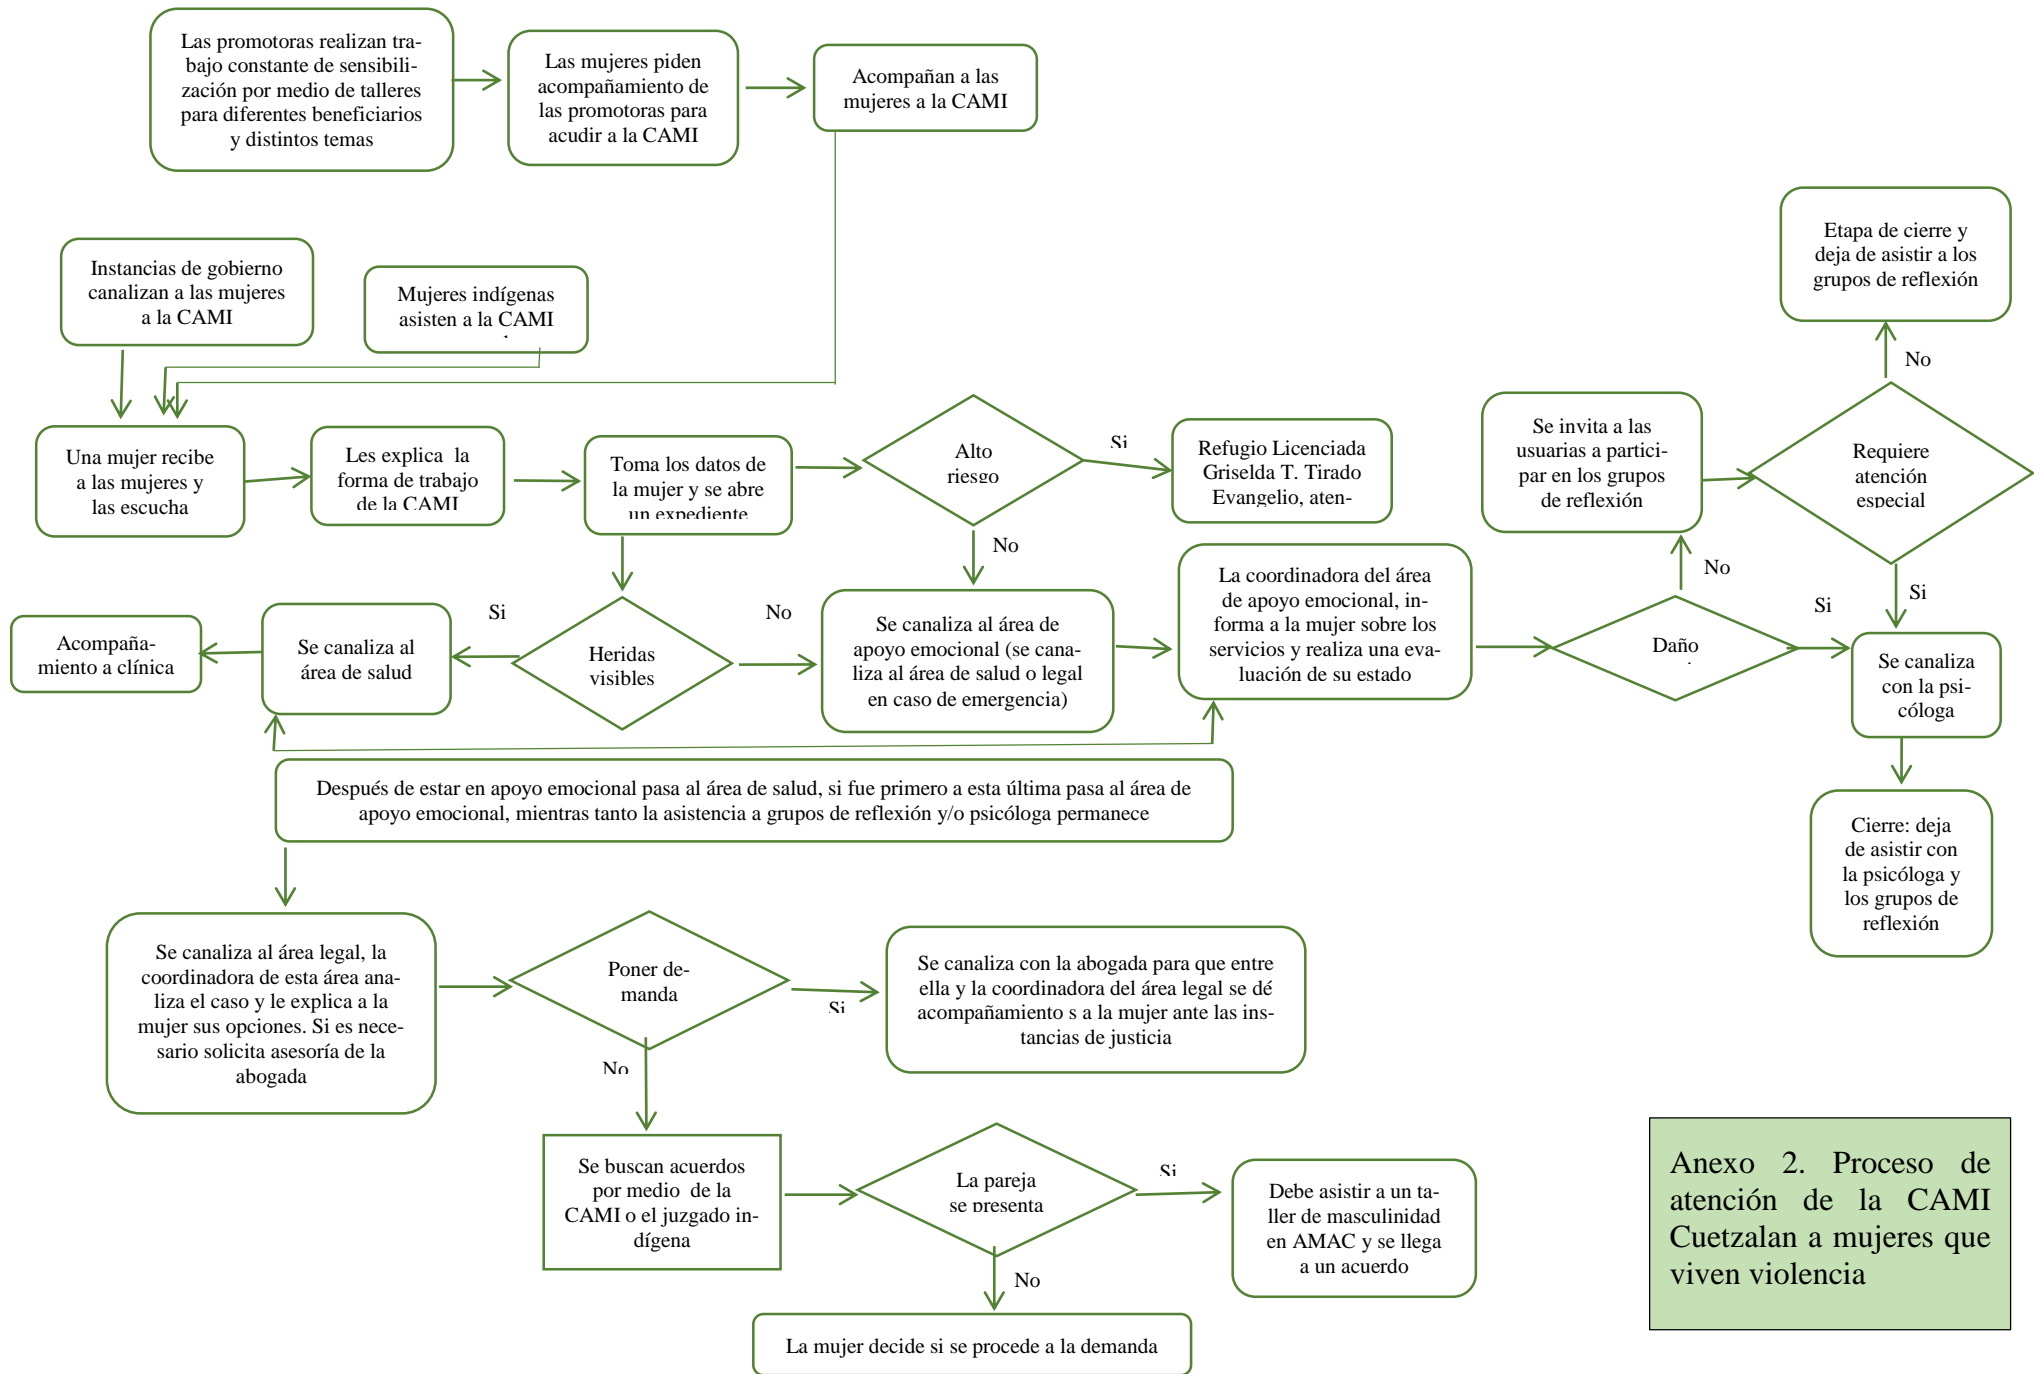 Las promotoras realizan tra-
bajo constante de sensibili-
zación por medio de talleres
para diferentes beneficiarios
y distintos temas
Las mujeres piden
acompañamiento de
las promotoras para
acudir a la CAMI
Acompañan a las
mujeres a la CAMI
Instancias de gobierno
canalizan a las mujeres
a la CAMI
Mujeres indígenas
asisten a la CAMI
Etapa de cierre y
deja de asistir a los
grupos de reflexión
No
Una mujer recibe
a las mujeres y
las escucha
Les explica  la
forma de trabajo
de la CAMI
Toma los datos de
la mujer y se abre
un expediente
Alto
riesgo
Si
Refugio Licenciada
Griselda T. Tirado
Evangelio, aten-
No
Se invita a las
usuarias a partici-
par en los grupos
de reflexión
Requiere
atención
especial
No
Si
Acompaña-
miento a clínica
Se canaliza al
área de salud
Si
Heridas
visibles
No
Se canaliza al área de
apoyo emocional (se cana-
liza al área de salud o legal
en caso de emergencia)
La coordinadora del área
de apoyo emocional, in-
forma a la mujer sobre los
servicios y realiza una eva-
luación de su estado
Daño
Si
Se canaliza
con la psi-
cóloga
Después de estar en apoyo emocional pasa al área de salud, si fue primero a esta última pasa al área de
apoyo emocional, mientras tanto la asistencia a grupos de reflexión y/o psicóloga permanece
Cierre: deja
de asistir con
la psicóloga y
los grupos de
reflexión
Se canaliza al área legal, la
coordinadora de esta área ana-
liza el caso y le explica a la
mujer sus opciones. Si es nece-
sario solicita asesoría de la
abogada
Poner de-
manda
Si
Se canaliza con la abogada para que entre
ella y la coordinadora del área legal se dé
acompañamiento s a la mujer ante las ins-
tancias de justicia
No
Se buscan acuerdos
por medio  de la
CAMI o el juzgado in-
dígena
La pareja
se presenta
Si
Debe asistir a un ta-
ller de masculinidad
en AMAC y se llega
a un acuerdo
No
La mujer decide si se procede a la demanda
Anexo 2. Proceso de
atención de la CAMI
Cuetzalan a mujeres que
viven violencia